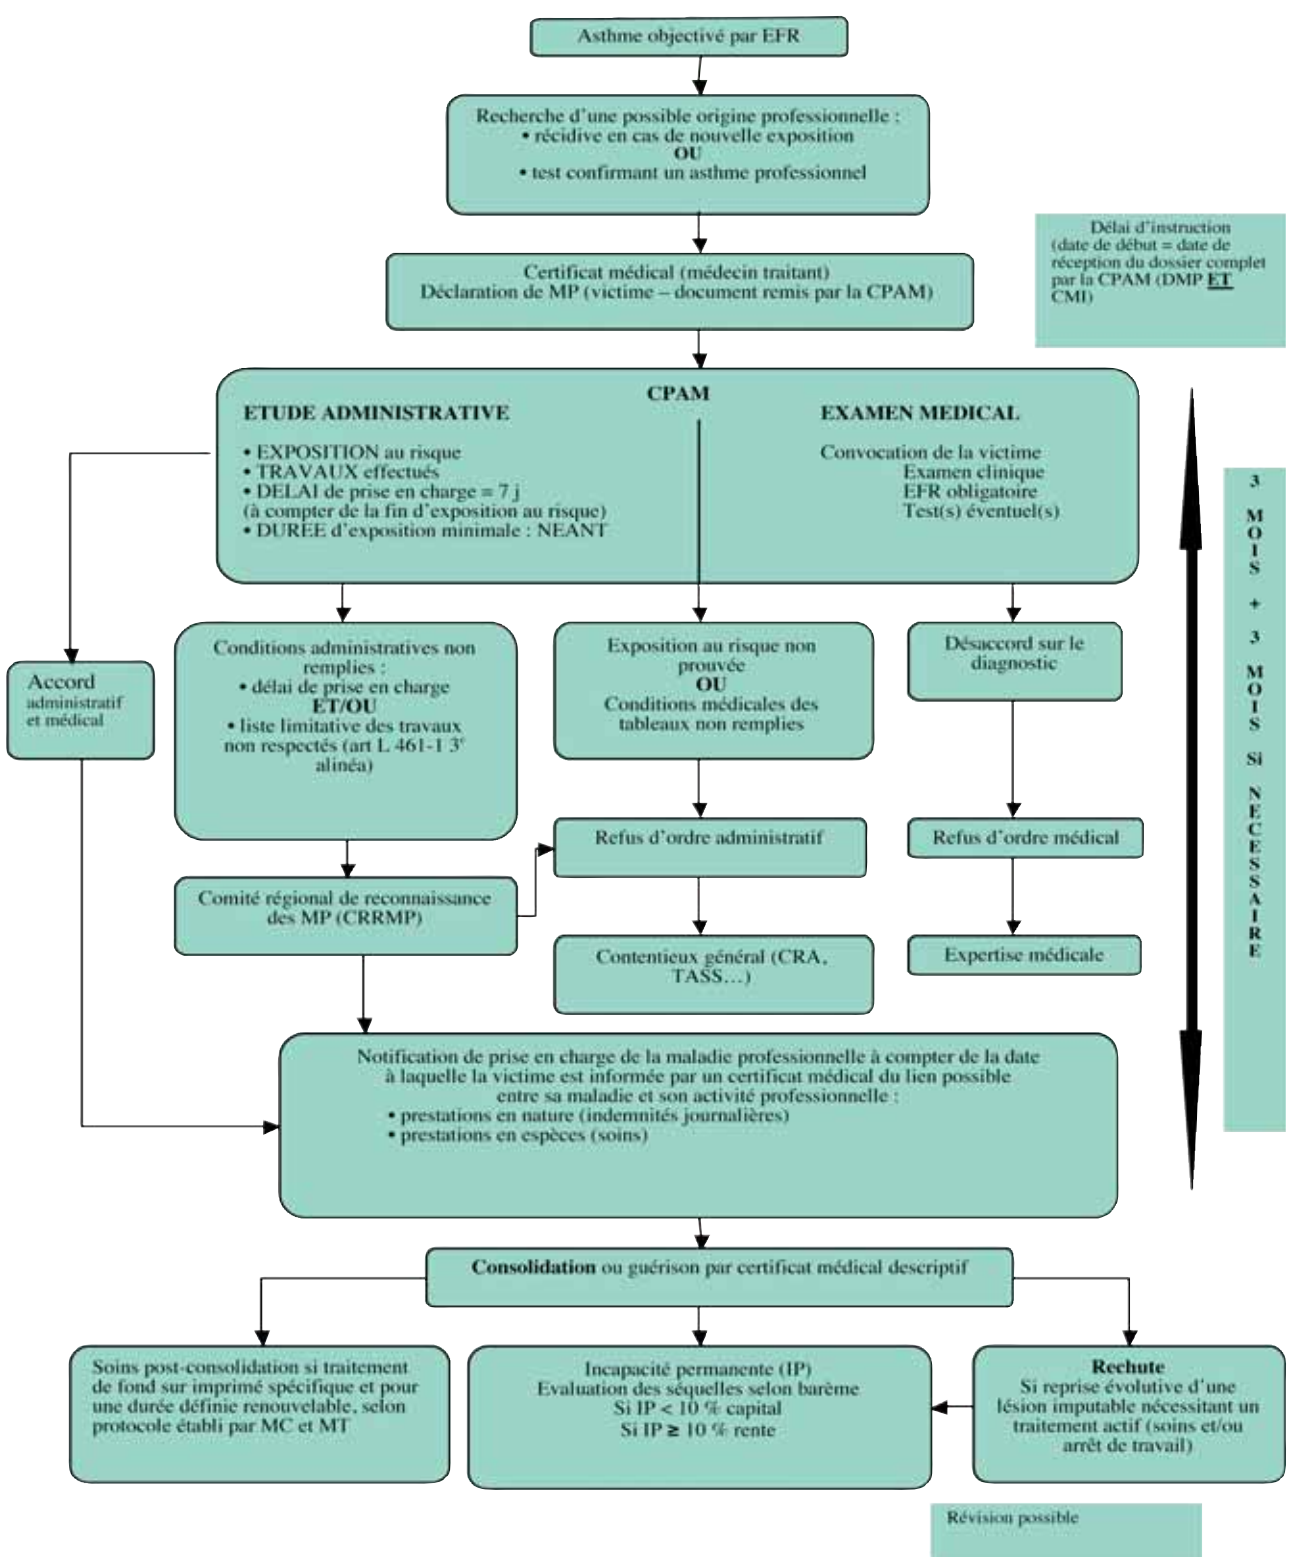 Asthme objectivé par EFR
Recherche d'une possible origine professionnelle :
• récidive en cas de nouvelle exposition
OU
• test confirmant un asthme professionnel
Délai d'instruction
(date de début = date de
réception du dossier complet
par la CPAM (DMP ET
CMI)
Certificat médical (médecin traitant)
Déclaration de MP (victime – document remis par la CPAM)
CPAM
ETUDE ADMINISTRATIVE
• EXPOSITION au risque
• TRAVAUX effectués
• DELAI de prise en charge = 7 j
(à compter de la fin d'exposition au risque)
• DUREE d'exposition minimale : NEANT
EXAMEN MEDICAL
Convocation de la victime
Examen clinique
EFR obligatoire
Test(s) éventuel(s)
3 MOIS + 3 MOIS Si NECESSAIRE
Accord
administratif
et médical
Conditions administratives non
remplies :
• délai de prise en charge
ET/OU
• liste limitative des travaux
non respectés (art L 461-1 3e
alinéa)
Exposition au risque non
prouvée
OU
Conditions médicales des
tableaux non remplies
Désaccord sur le
diagnostic
Refus d'ordre administratif
Refus d'ordre médical
Comité régional de reconnaissance
des MP (CRRMP)
Contentieux général (CRA,
TASS…)
Expertise médicale
Notification de prise en charge de la maladie professionnelle à compter de la date
à laquelle la victime est informée par un certificat médical du lien possible
entre sa maladie et son activité professionnelle :
• prestations en nature (indemnités journalières)
• prestations en espèces (soins)
Consolidation ou guérison par certificat médical descriptif
Soins post-consolidation si traitement
de fond sur imprimé spécifique et pour
une durée définie renouvelable, selon
protocole établi par MC et MT
Incapacité permanente (IP)
Evaluation des séquelles selon barême
Si IP < 10 % capital
Si IP ≥ 10 % rente
Rechute
Si reprise évolutive d'une
lésion imputable nécessitant un
traitement actif (soins et/ou
arrêt de travail)
Révision possible